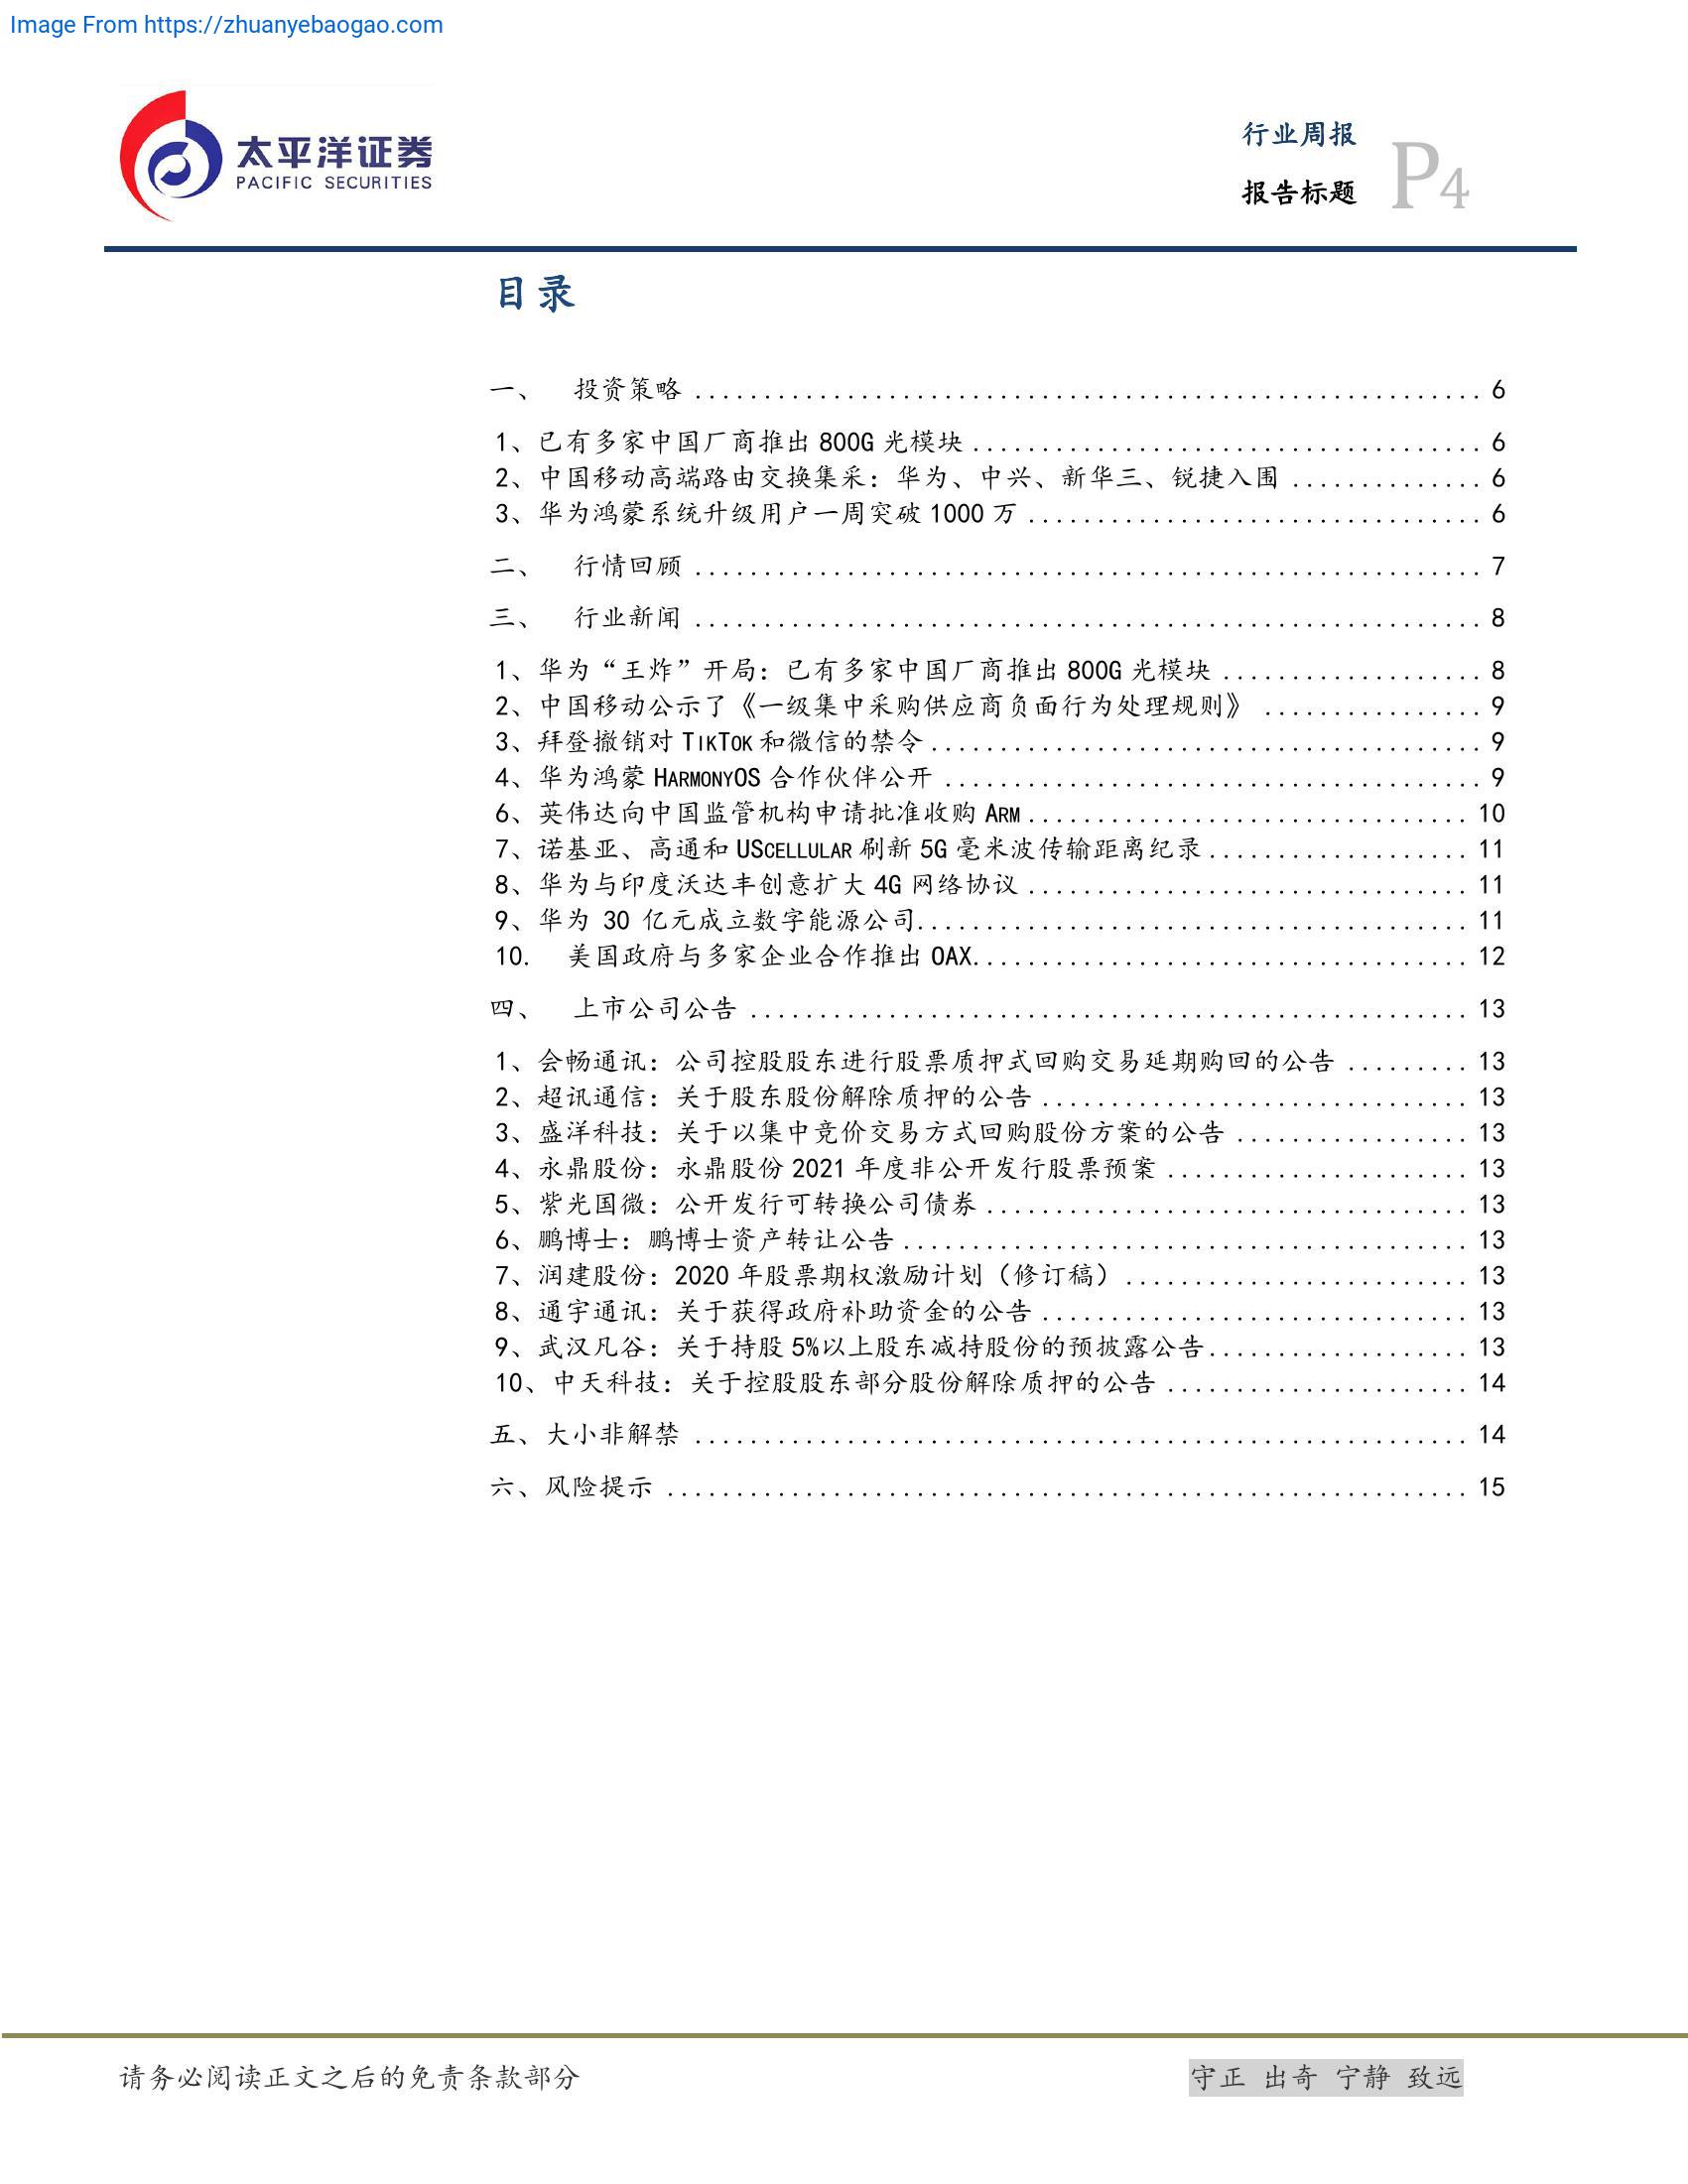 Image From https://zhuanyebaogao.com
太平洋证券
PACIFIC SECURITIES
行业周报
报告标题
P4
目录
一、 投资策略 ........................................................ 6
1、已有多家中国厂商推出 800G 光模块 ..................................... 6
2、中国移动高端路由交换集采：华为、中兴、新华三、锐捷入围 .............. 6
3、华为鸿蒙系统升级用户一周突破 1000 万 ................................. 6
二、 行情回顾 ........................................................ 7
三、 行业新闻 ........................................................ 8
1、华为“王炸”开局：已有多家中国厂商推出 800G 光模块 ................... 8
2、中国移动公示了《一级集中采购供应商负面行为处理规则》 ................ 9
3、拜登撤销对 TIKTOK 和微信的禁令 ........................................ 9
4、华为鸿蒙 HARMONYOS 合作伙伴公开 ....................................... 9
6、英伟达向中国监管机构申请批准收购 ARM ................................ 10
7、诺基亚、高通和 USCELLULAR 刷新 5G 毫米波传输距离纪录 ................... 11
8、华为与印度沃达丰创意扩大 4G 网络协议 ................................ 11
9、华为 30 亿元成立数字能源公司 ........................................ 11
10. 美国政府与多家企业合作推出 OAX .................................... 12
四、 上市公司公告 .................................................... 13
1、会畅通讯：公司控股股东进行股票质押式回购交易延期购回的公告 ......... 13
2、超讯通信：关于股东股份解除质押的公告 ............................... 13
3、盛洋科技：关于以集中竞价交易方式回购股份方案的公告 ................. 13
4、永鼎股份：永鼎股份 2021 年度非公开发行股票预案 ...................... 13
5、紫光国微：公开发行可转换公司债券 ................................... 13
6、鹏博士：鹏博士资产转让公告 ......................................... 13
7、润建股份：2020 年股票期权激励计划（修订稿） ......................... 13
8、通宇通讯：关于获得政府补助资金的公告 ............................... 13
9、武汉凡谷：关于持股 5%以上股东减持股份的预披露公告 ................... 13
10、中天科技：关于控股股东部分股份解除质押的公告 ...................... 14
五、大小非解禁 ........................................................ 14
六、风险提示 .......................................................... 15
请务必阅读正文之后的免责条款部分
守正 出奇 宁静 致远